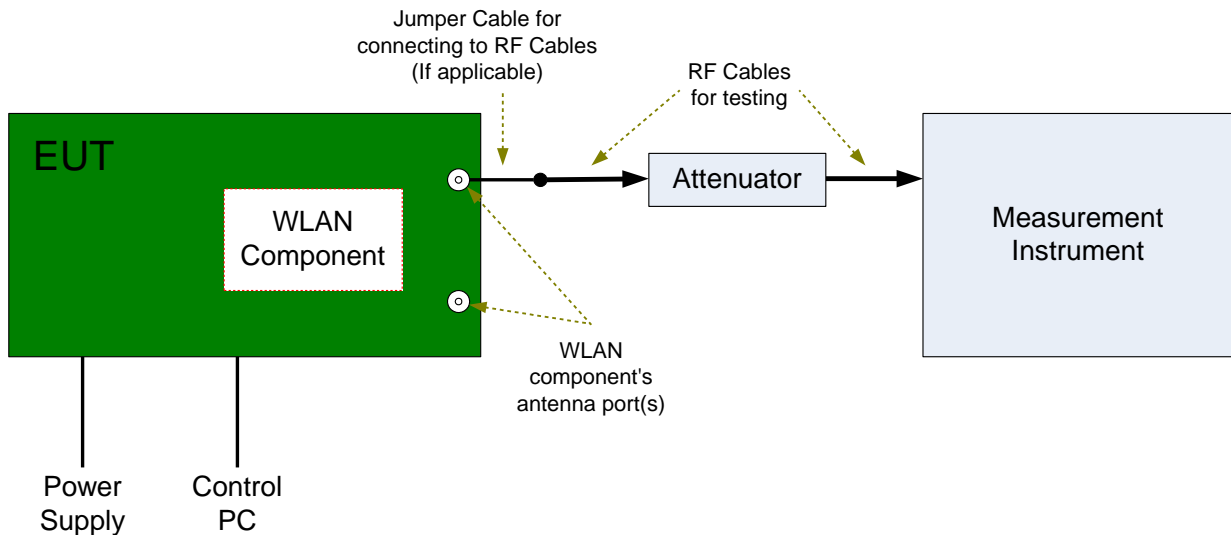 Jumper Cable for
connecting to RF Cables
(If applicable)
RF Cables
for testing
EUT
WLAN
Component
Attenuator
Measurement
Instrument
WLAN
component's
antenna port(s)
Power
Supply
Control
PC